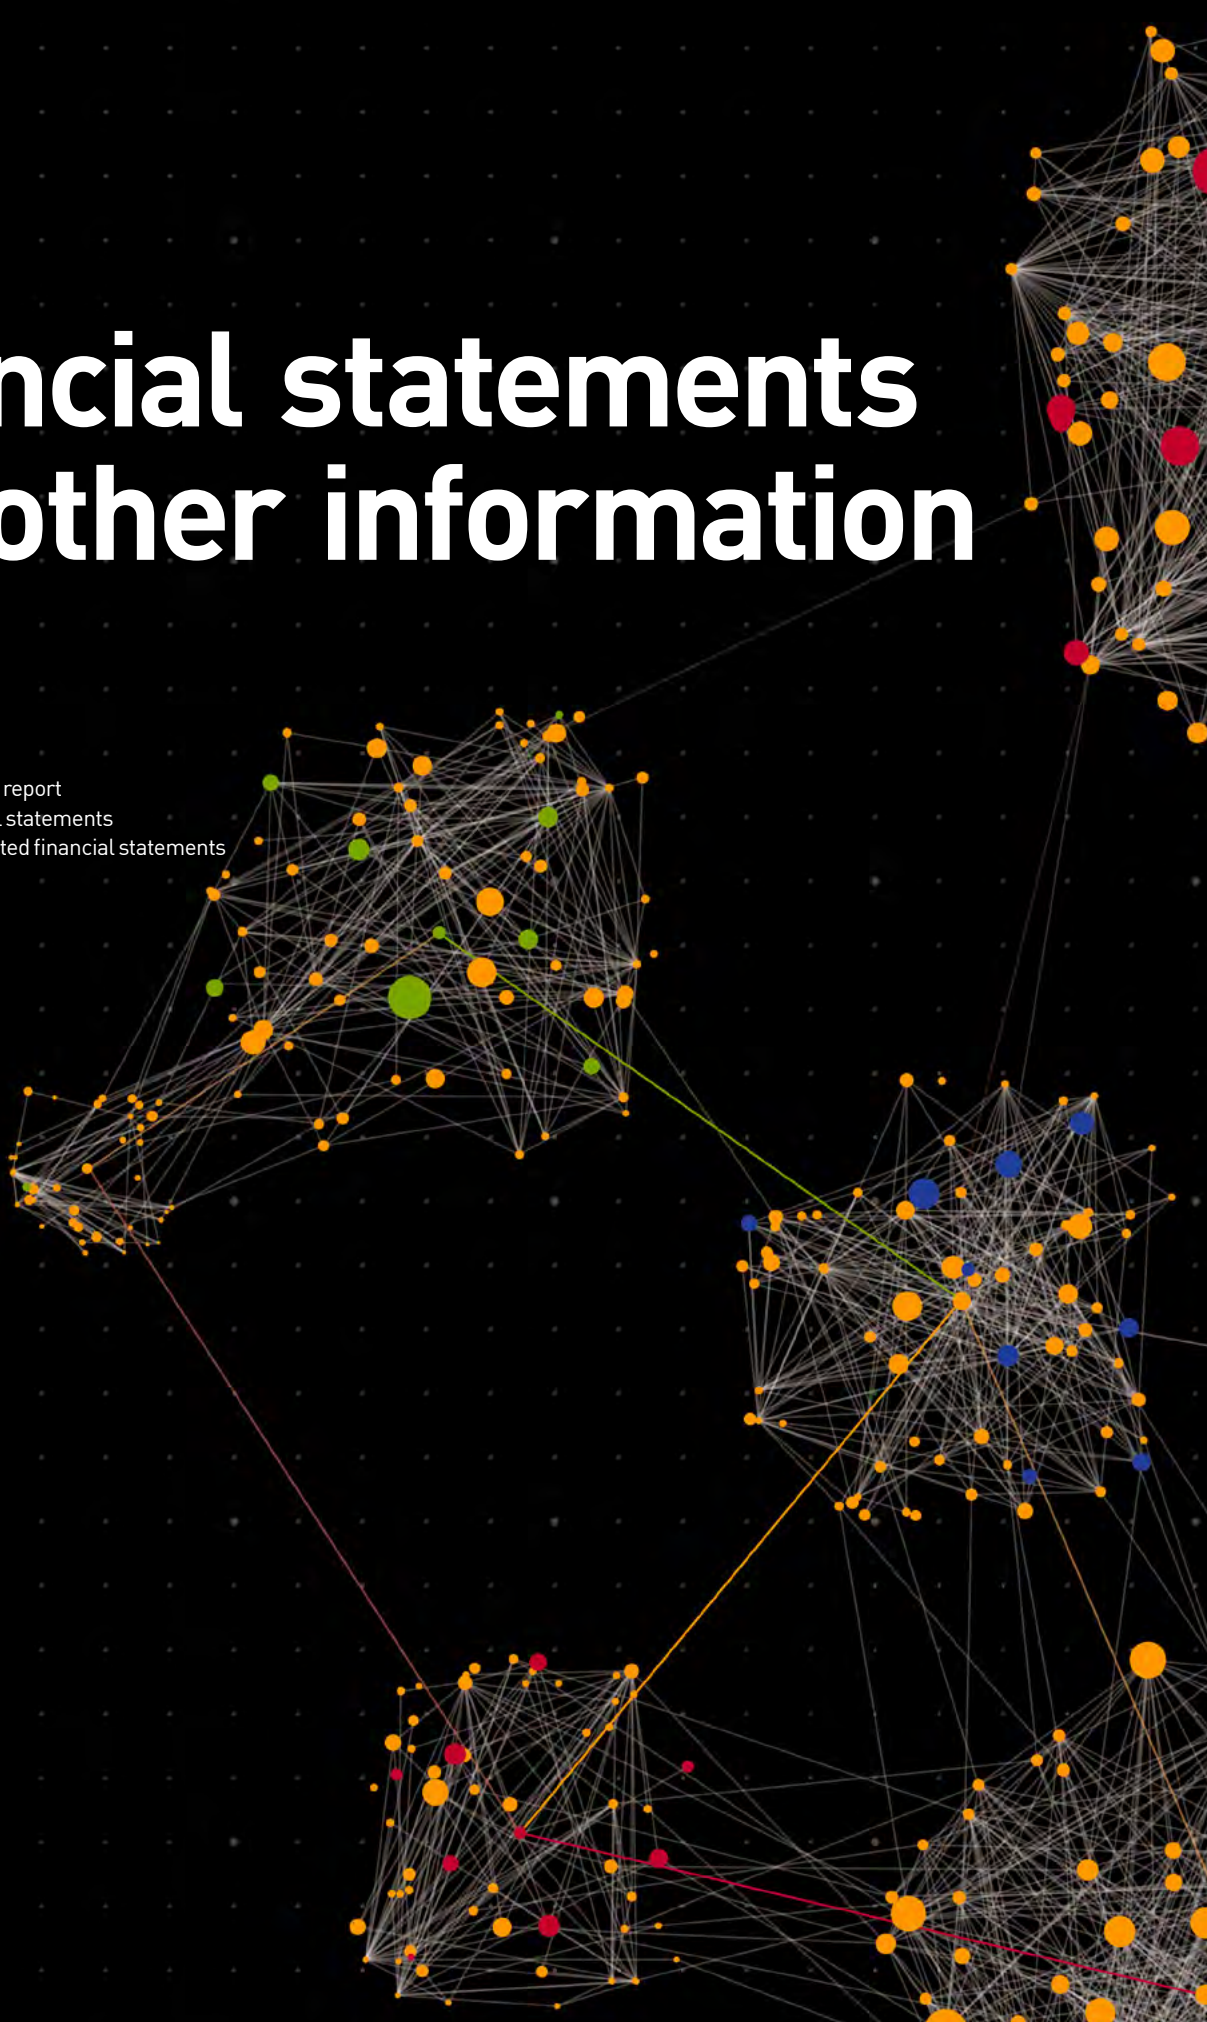 ncial statements
other information
report
l statements
ted financial statements